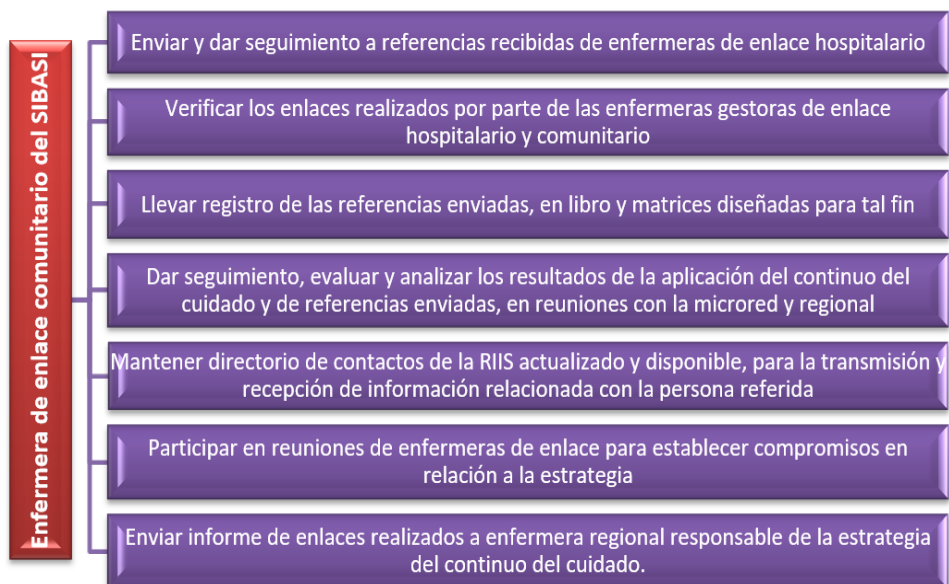 Enfermera de enlace comunitario del SIBASI
Enviar y dar seguimiento a referencias recibidas de enfermeras de enlace hospitalario
Verificar los enlaces realizados por parte de las enfermeras gestoras de enlace
hospitalario y comunitario
Llevar registro de las referencias enviadas, en libro y matrices diseñadas para tal fin
Dar seguimiento, evaluar y analizar los resultados de la aplicación del continuo del
cuidado y de referencias enviadas, en reuniones con la microred y regional
Mantener directorio de contactos de la RIIS actualizado y disponible, para la transmisión y
recepción de información relacionada con la persona referida
Participar en reuniones de enfermeras de enlace para establecer compromisos en
relación a la estrategia
Enviar informe de enlaces realizados a enfermera regional responsable de la estrategia
del continuo del cuidado.